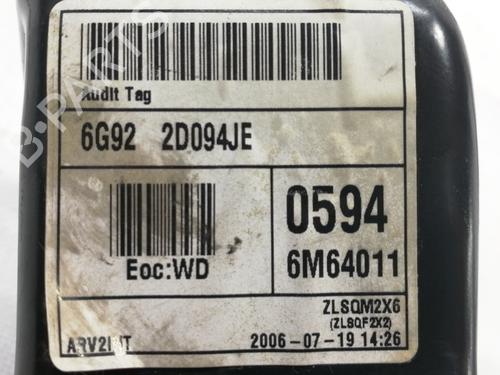 Audit Tag
6G92 2D094JE
0594
Eoc:WD
6M64011
ZLSQM2X6
(ZLSQF2X2)
2006-07-19 14:26
B-PARTS